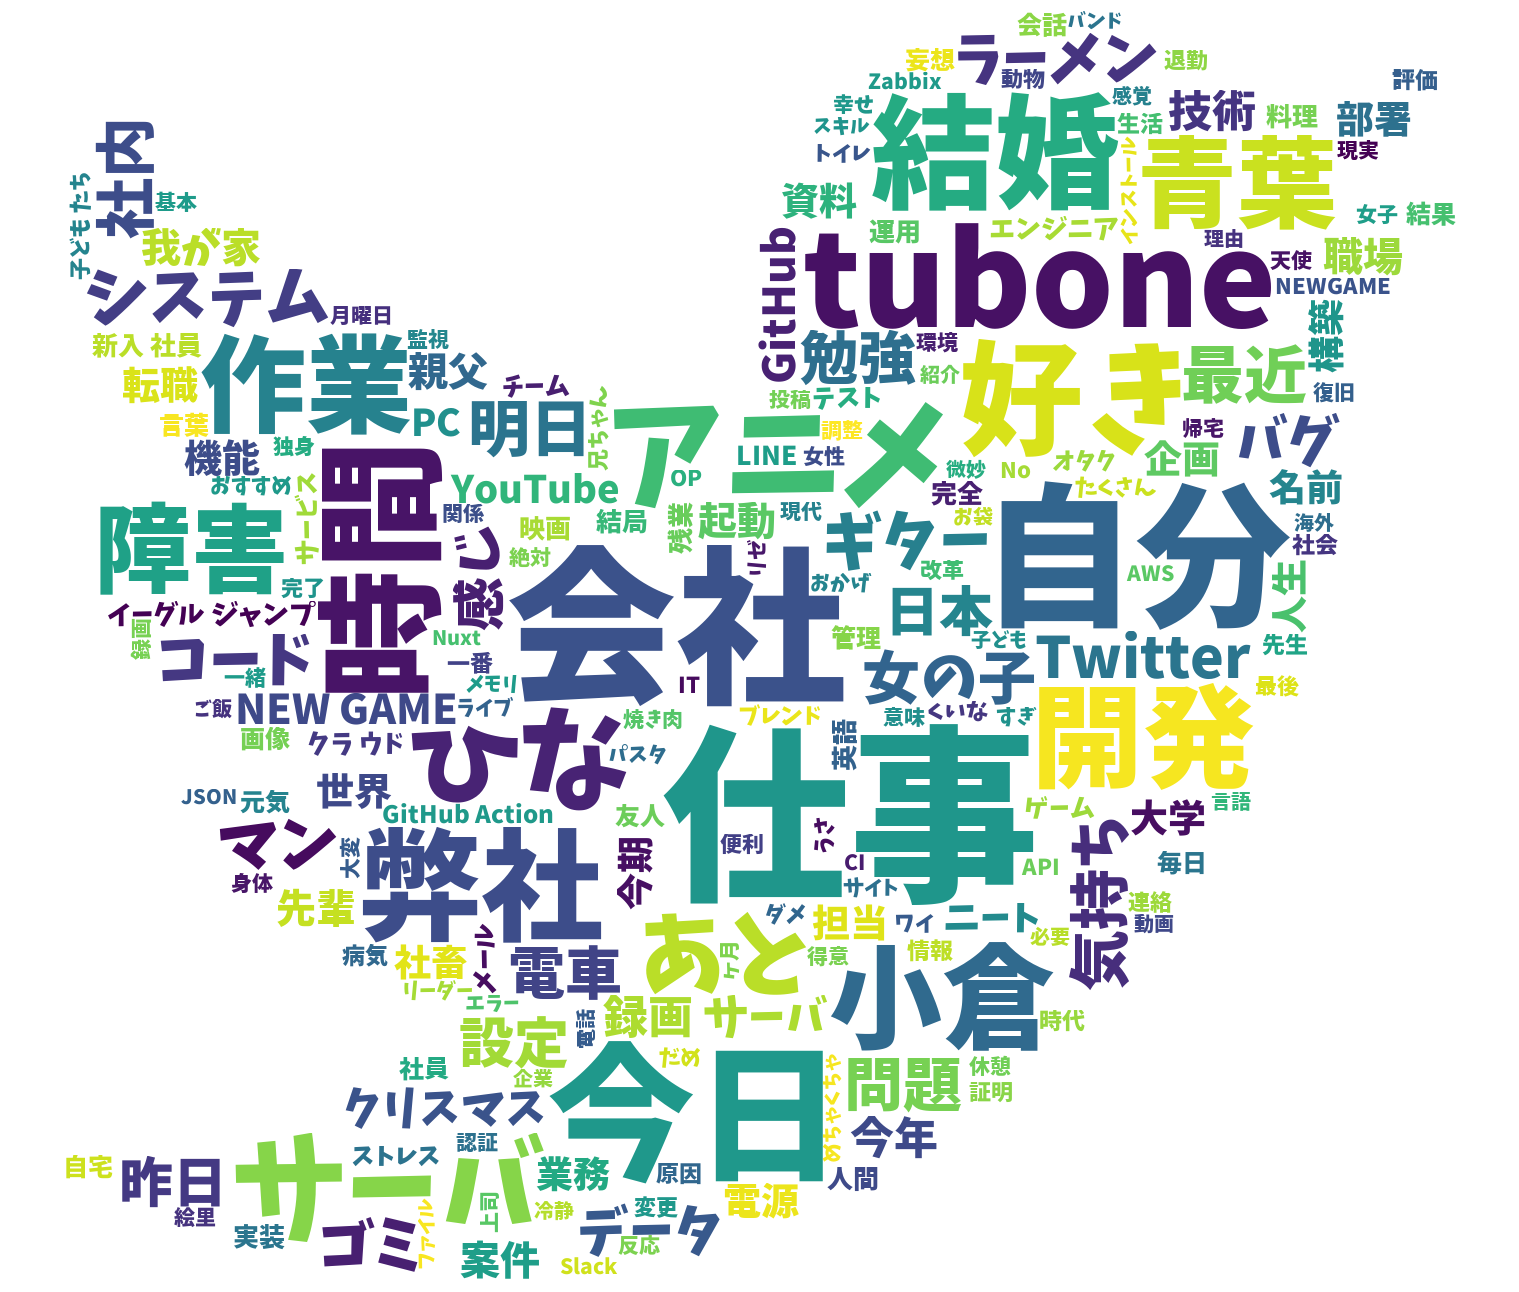 会話
バンド
ラーメン
妄想
動物
退勤
Zabbix
評価
幸せ
感覚
技術
料理
部署
スキル
結婚
生活
トイレ
インストール
青葉
現実
社内
子どもたち
基本
資料
運用
エンジニア
理由
女子
結果
我が家
GitHub
tubone
天使
職場
NEWGAME
システム
月曜日
構築
新入 社員
作業
監視
親父
勉強
環境
好き
最近
転職
チーム
紹介
復旧
言葉
PC
明日
兄ちゃん
投稿
テスト
アニメ
調整
帰宅
バグ
機能
独身
LINE
女性
オタク
企画
おすすめ
サービス
時間
YouTube
OP
微妙
No
たくさん
名前
完全
障害
関係
映画
結局
残業
起動
現代
ギター
お袋
自分
海外
社会
感じ
絶対
リゼ
会社
おかげ
改革
AWS
人生
完了
日本
イーグル ジャンプ
録画
コード
Nuxt
管理
子ども
Twitter
先生
一緒
一番
メモリ
IT
女の子
開発
最後
ご飯
NEW GAME
ライブ
焼き肉
ブレンド
意味
くいな
すぎ
画像
クラ ウド
ひな
パスタ
仕事
英語
JSON
元気
世界
GitHub Action
友人
ゲーム
大学
言語
マン
大変
弊社
今期
便利
うさ
CI
API
気持ち
毎日
身体
サイト
先輩
あと
ダメ
担当
ワイ
ニート
連絡
動画
病気
社畜
メール
電車
ヶ月
得意
情報
必要
リーダー
エラー
録画
サーバ
小倉
時代
設定
電話
社員
企業
今日
だめ
めちゃくちゃ
問題
休憩
証明
クリスマス
今年
自宅
昨日
サーバ
ストレス
認証
業務
原因
人間
絵里
実装
ゴミ
ファイル
上司
冷静
データ
変更
電源
案件
反応
Slack